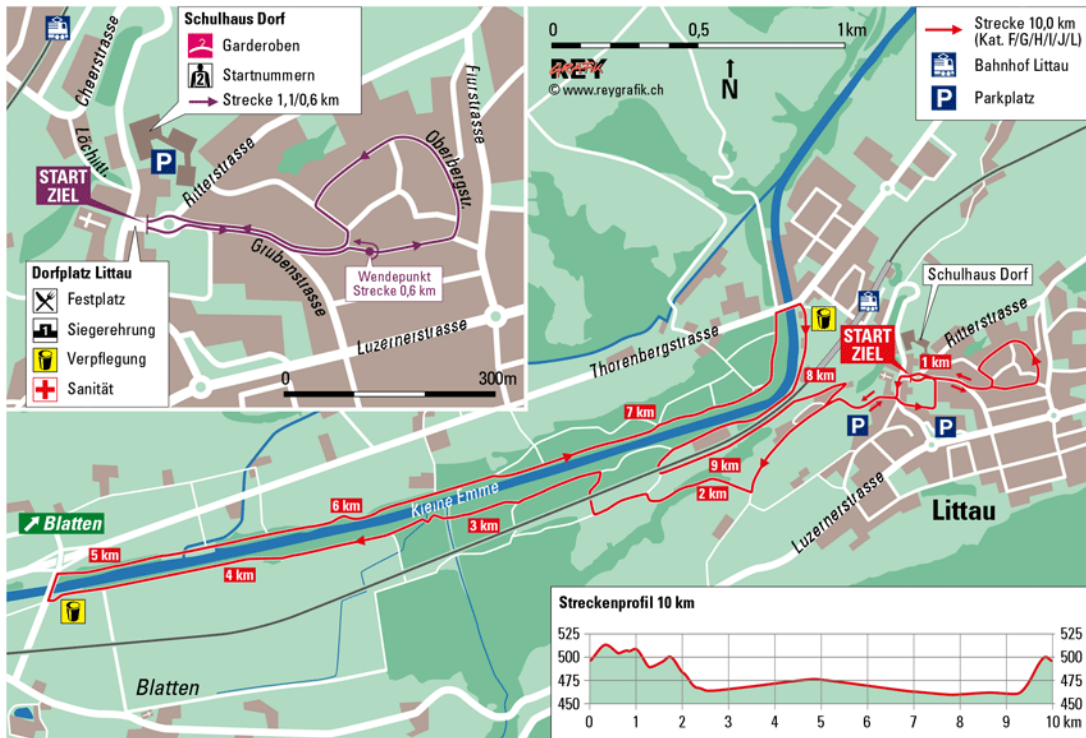 Schulhaus Dorf
Garderoben
Startnummern
Strecke 1,1/0,6 km
Cheerstrasse
Löchlitr.
P
Ritterstrasse
Flurstrasse
Oberbergstr.
START
ZIEL
Grubenstrasse
Wendepunkt
Strecke 0,6 km
Luzernerstrasse
Dorfplatz Littau
Festplatz
Siegerehrung
Verpflegung
Sanität
0 300m
0 0,5 1km
REY
GRAFIK
© www.reygrafik.ch
N
Strecke 10,0 km
(Kat. F/G/H/I/J/L)
Bahnhof Littau
P Parkplatz
Schulhaus Dorf
Ritterstrasse
START
ZIEL
1 km
Thorenbergstrasse
8 km
7 km
P
P
9 km
2 km
6 km
Kleine Emme
3 km
Luzernerstrasse
Littau
Blatten
5 km
4 km
Blatten
Streckenprofil 10 km
525 525
500 500
475 475
450 450
0 1 2 3 4 5 6 7 8 9 10 km